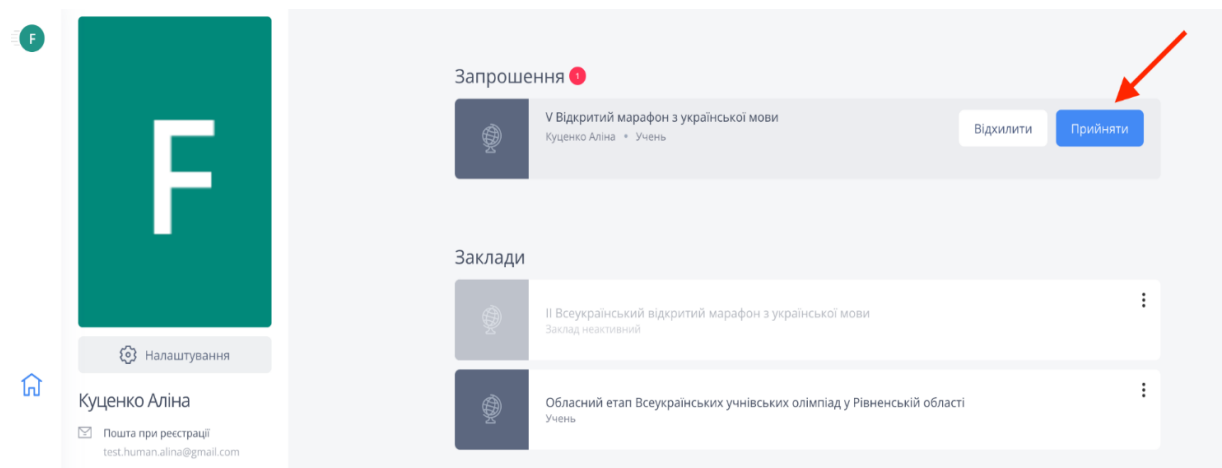 F
F
Налаштування
Куценко Аліна
Пошта при реєстрації
test.human.alina@gmail.com
Запрошення 1
V Відкритий марафон з української мови
Куценко Аліна • Учень
Відхилити
Прийняти
Заклади
II Всеукраїнський відкритий марафон з української мови
Заклад неактивний
Обласний етап Всеукраїнських учнівських олімпіад у Рівненській області
Учень